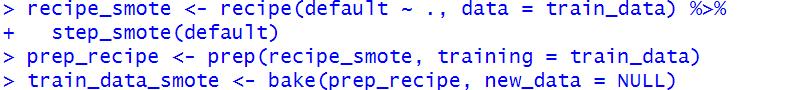 > recipe_smote <- recipe(default ~ ., data = train_data) %>%
+   step_smote(default)
> prep_recipe <- prep(recipe_smote, training = train_data)
> train_data_smote <- bake(prep_recipe, new_data = NULL)